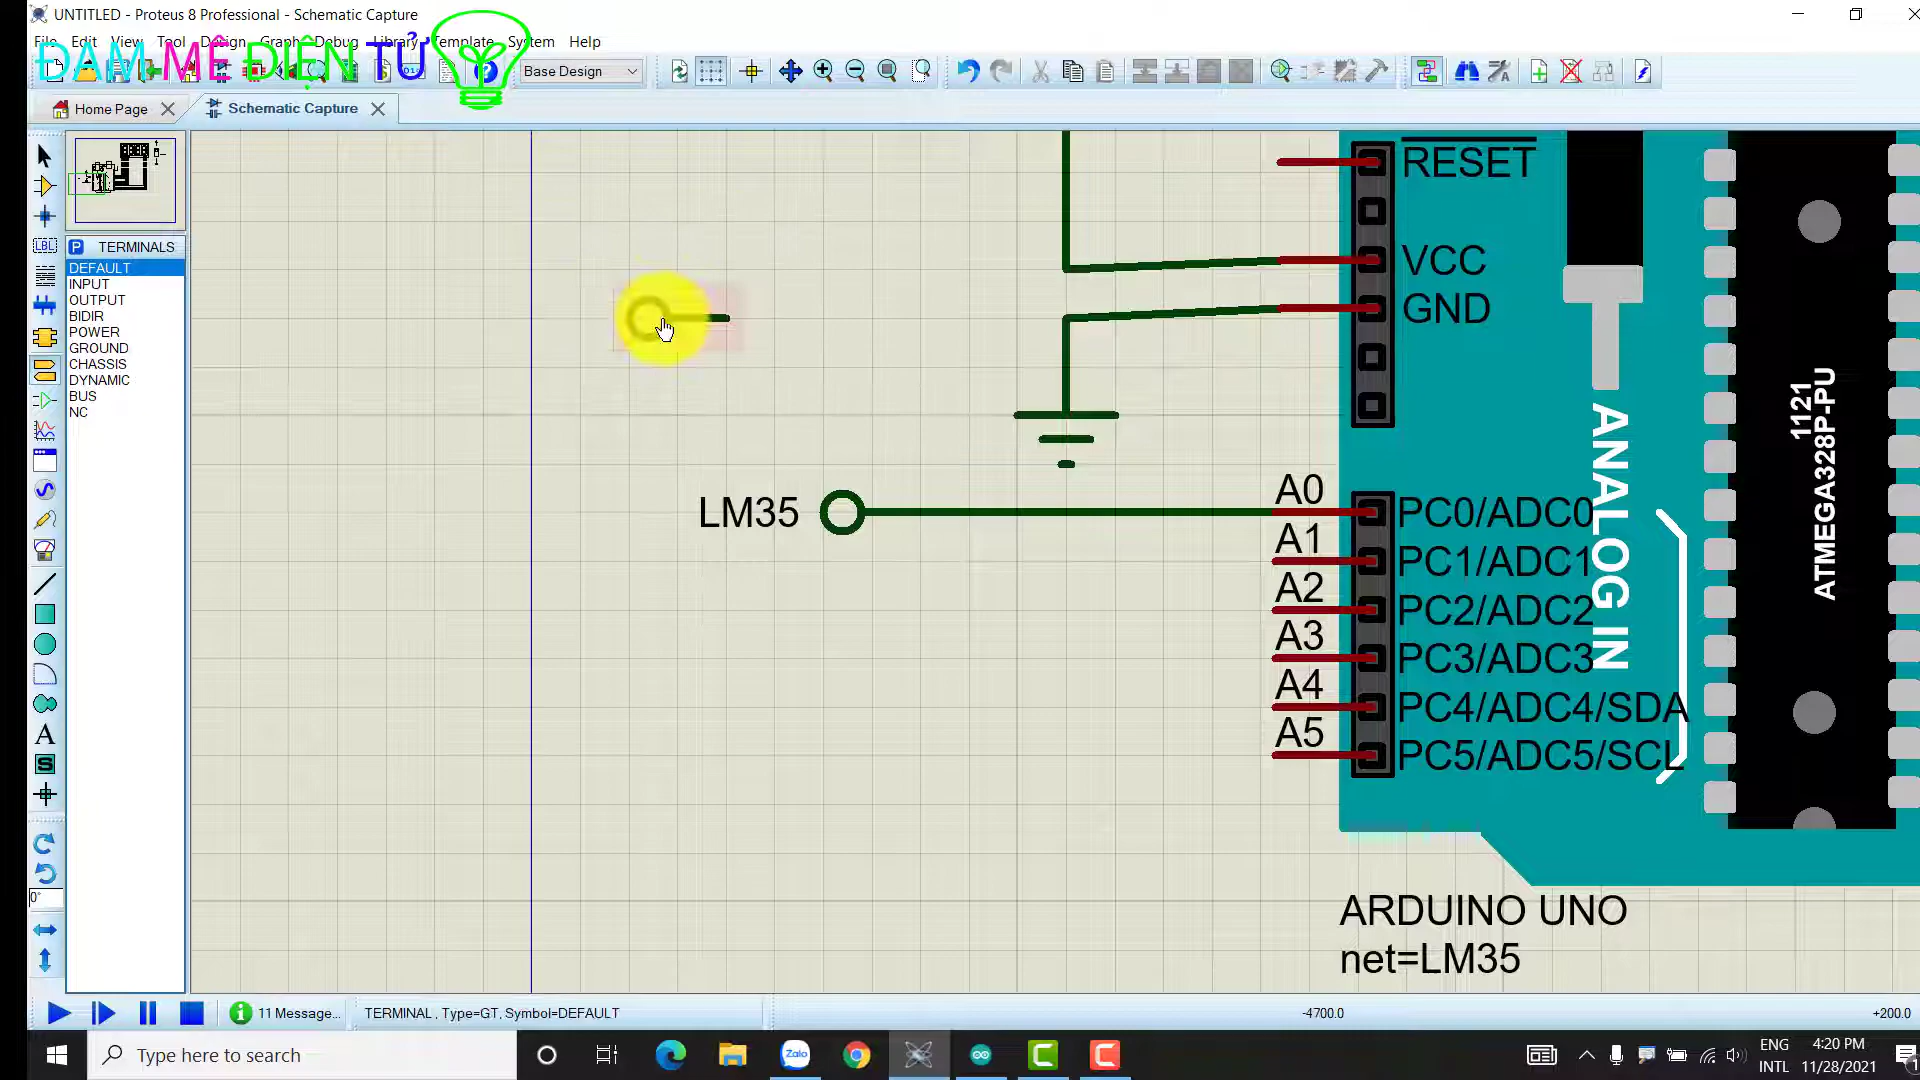 UNTITLED - Proteus 8 Professional - Schematic Capture
File Edit View Tool Design Graph Debug Library Template System Help
ĐAM MÊ ĐIỆN TỬ
Base Design
Home Page
Schematic Capture
P TERMINALS
DEFAULT
INPUT
OUTPUT
BIDIR
POWER
GROUND
CHASSIS
DYNAMIC
BUS
NC
LBL
A
S
0°
RESET
VCC
GND
LM35
A0
A1
A2
A3
A4
A5
PC0/ADC0
PC1/ADC1
PC2/ADC2
PC3/ADC3
PC4/ADC4/SDA
PC5/ADC5/SCL
ANALOG IN
1121
ATMEGA328P-PU
ARDUINO UNO
net=LM35
11 Message...
TERMINAL , Type=GT, Symbol=DEFAULT
-4700.0
+200.0
Type here to search
Zalo
ENG
INTL
4:20 PM
11/28/2021
1